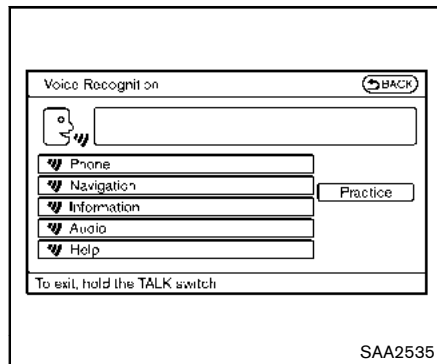 Voice Recognition
BACK
Phone
Navigation
Practice
Information
Audio
Help
To exit, hold the TALK switch
SAA2535